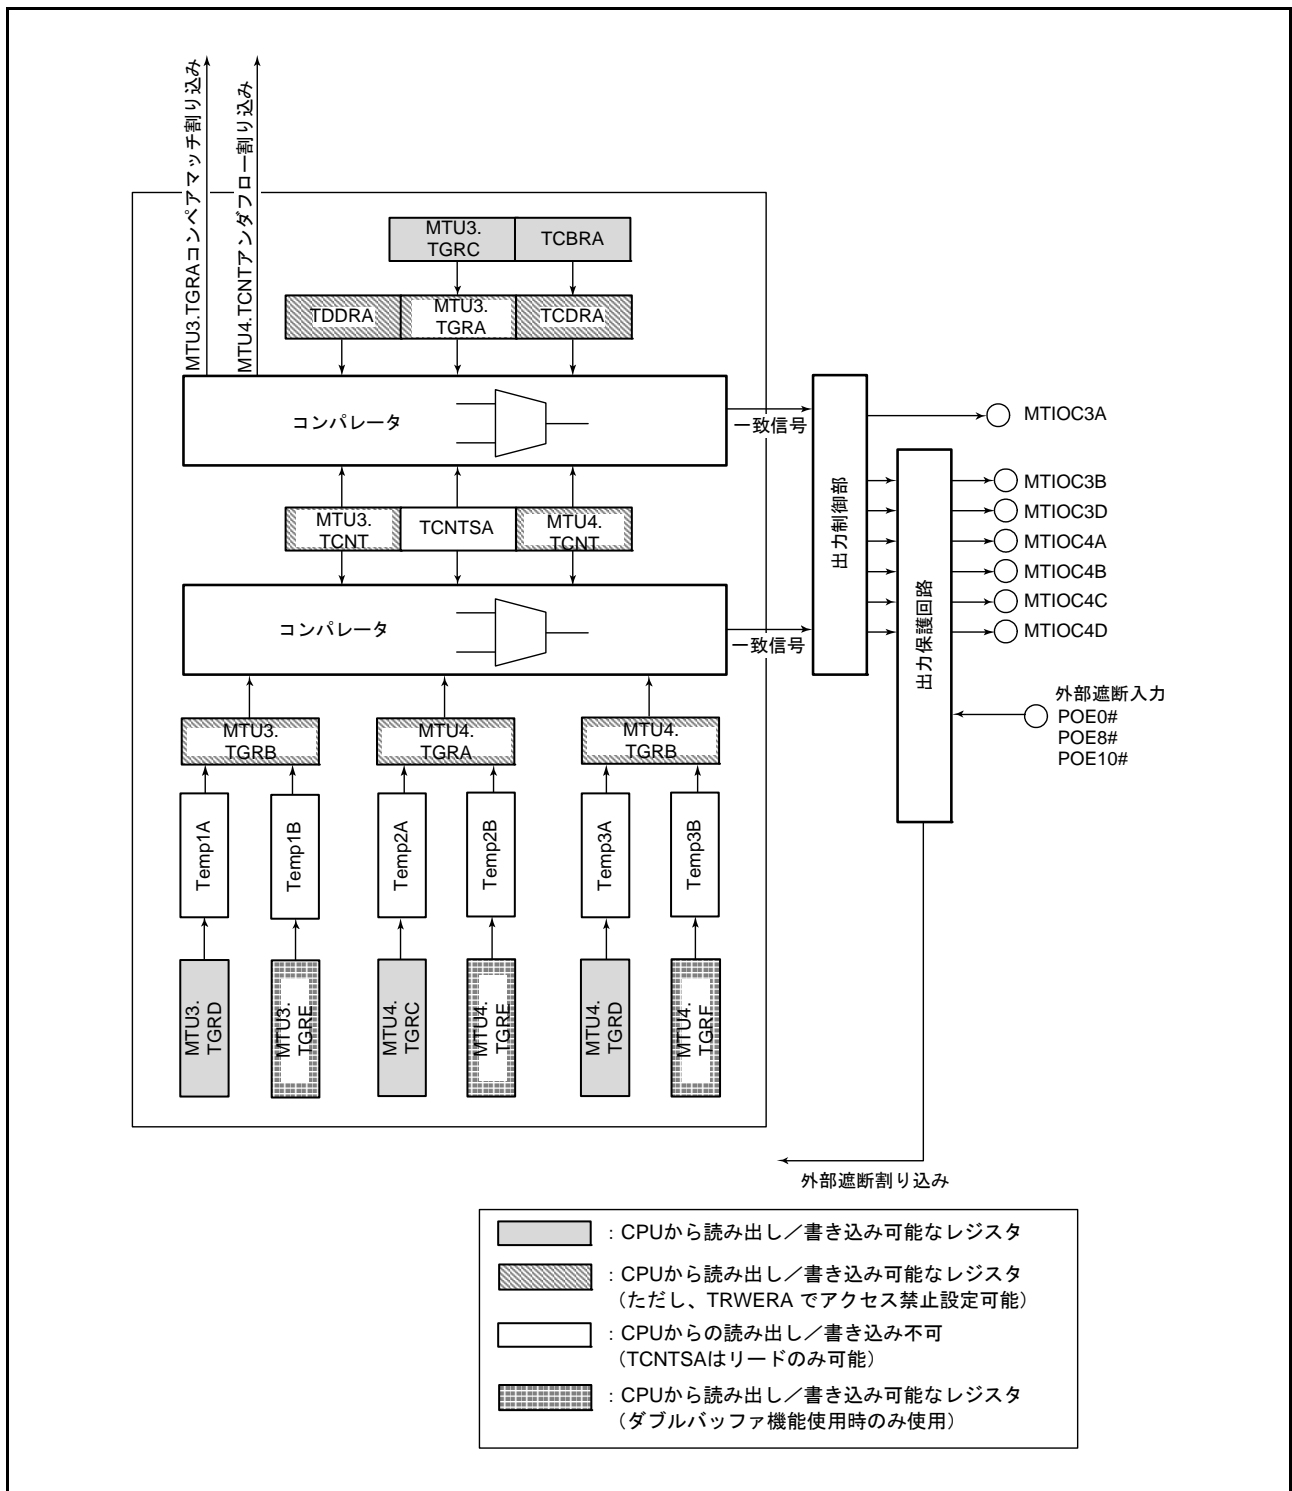 MTU3.TGRAコンペアマッチ割り込み
MTU4.TCNTアンダフロー割り込み
MTU3.
TGRC
TCBRA
TDDRA
MTU3.
TGRA
TCDRA
コンパレータ
一致信号
MTU3.
TCNT
TCNTSA
MTU4.
TCNT
コンパレータ
一致信号
出力制御部
出力保護回路
MTIOC3A
MTIOC3B
MTIOC3D
MTIOC4A
MTIOC4B
MTIOC4C
MTIOC4D
外部遮断入力
POE0#
POE8#
POE10#
MTU3.
TGRB
MTU4.
TGRA
MTU4.
TGRB
Temp1A
Temp1B
Temp2A
Temp2B
Temp3A
Temp3B
MTU3.
TGRD
MTU3.
TGRE
MTU4.
TGRC
MTU4.
TGRE
MTU4.
TGRD
MTU4.
TGRF
外部遮断割り込み
：CPUから読み出し／書き込み可能なレジスタ
：CPUから読み出し／書き込み可能なレジスタ
（ただし、TRWERA でアクセス禁止設定可能）
：CPUからの読み出し／書き込み不可
（TCNTSAはリードのみ可能）
：CPUから読み出し／書き込み可能なレジスタ
（ダブルバッファ機能使用時のみ使用）